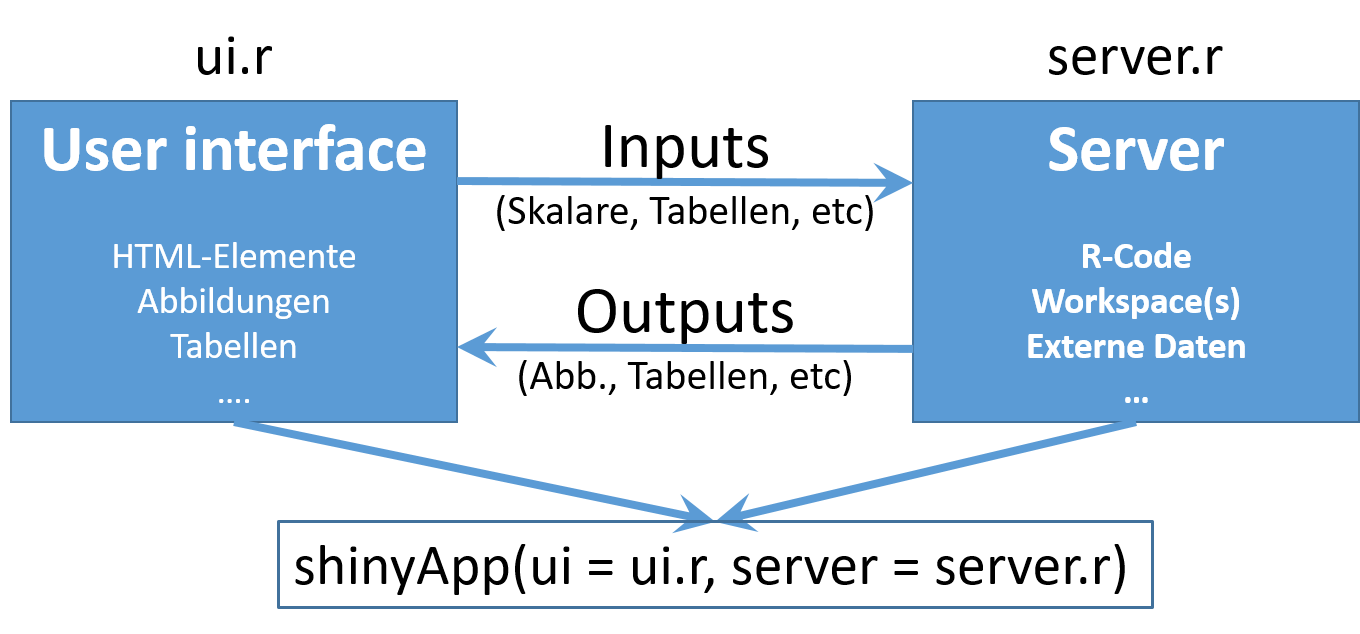 ui.r
server.r
User interface
Inputs
Server
(Skalare, Tabellen, etc)
HTML-Elemente
Abbildungen
Tabellen
....
Outputs
(Abb., Tabellen, etc)
R-Code
Workspace(s)
Externe Daten
...
shinyApp(ui = ui.r, server = server.r)